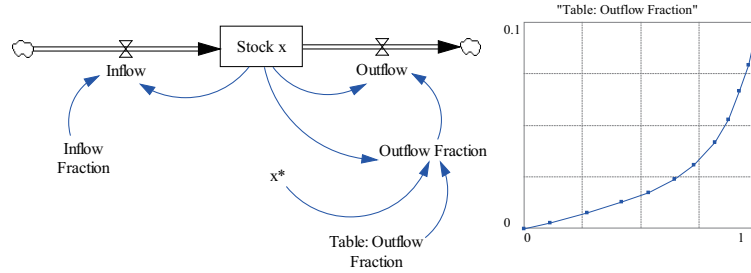 Stock x
Inflow
Outflow
Inflow
Fraction
Outflow Fraction
x*
Table: Outflow
Fraction
"Table: Outflow Fraction"
0.1
0
0
1